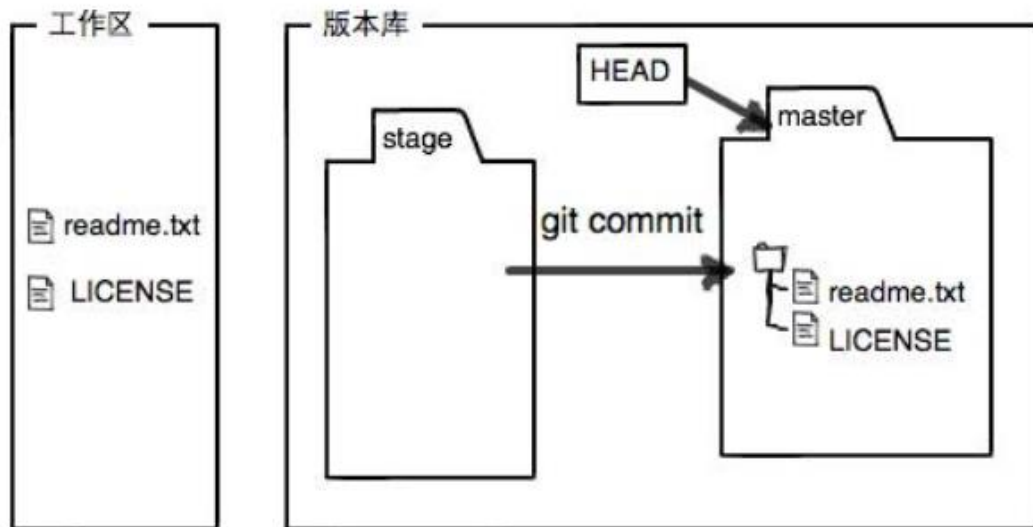 工作区
readme.txt
LICENSE
版本库
HEAD
stage
master
git commit
readme.txt
LICENSE